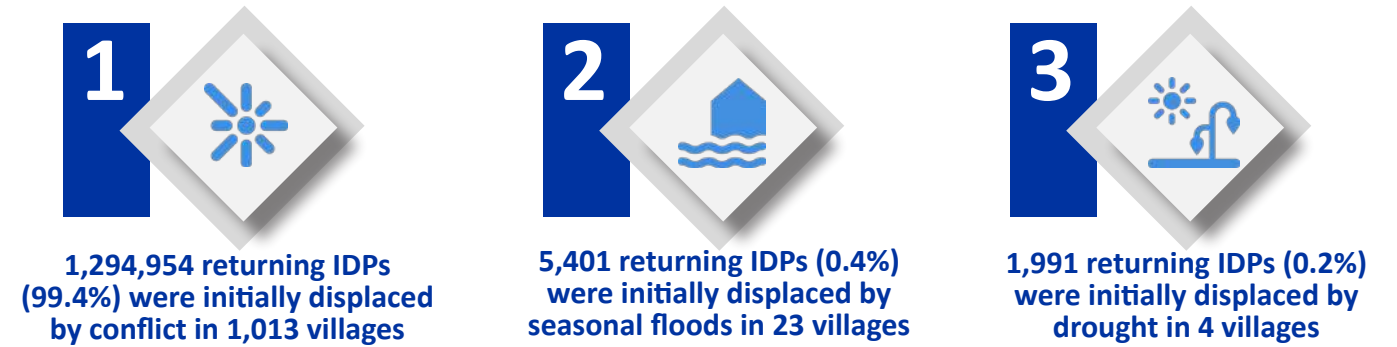 1
1,294,954 returning IDPs
(99.4%) were initially displaced
by conflict in 1,013 villages
2
5,401 returning IDPs (0.4%)
were initially displaced by
seasonal floods in 23 villages
3
1,991 returning IDPs (0.2%)
were initially displaced by
drought in 4 villages